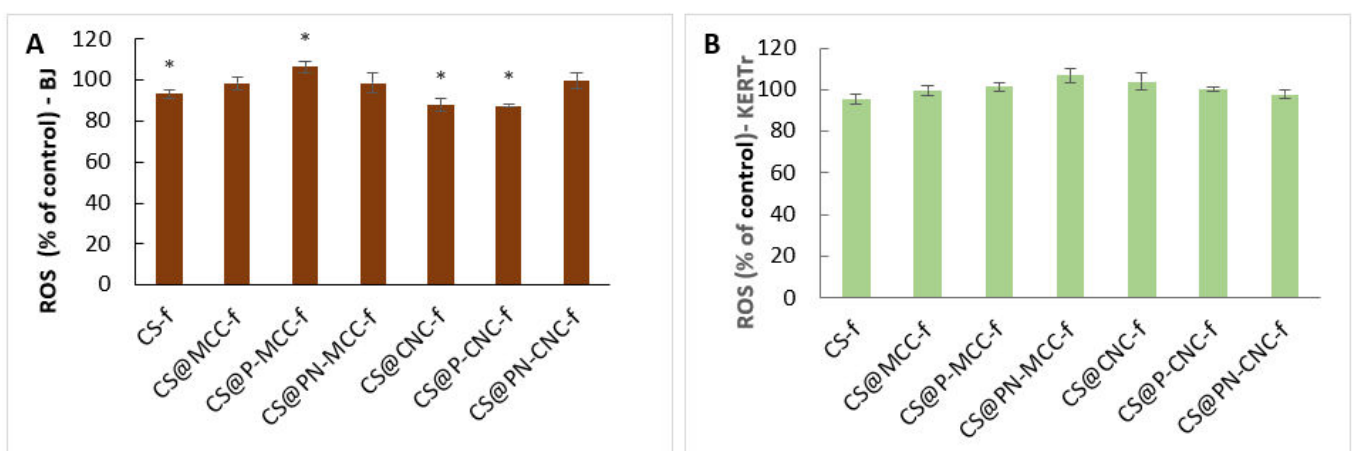 A
ROS (% of control) - BJ
120
100
80
60
40
20
0
*
*
*
*
CS-f
CS@MCC-f
CS@P-MCC-f
CS@PN-MCC-f
CS@CNC-f
CS@P-CNC-f
CS@PN-CNC-f
B
ROS (% of control)- KERTr
120
100
80
60
40
20
0
CS-f
CS@MCC-f
CS@P-MCC-f
CS@PN-MCC-f
CS@CNC-f
CS@P-CNC-f
CS@PN-CNC-f